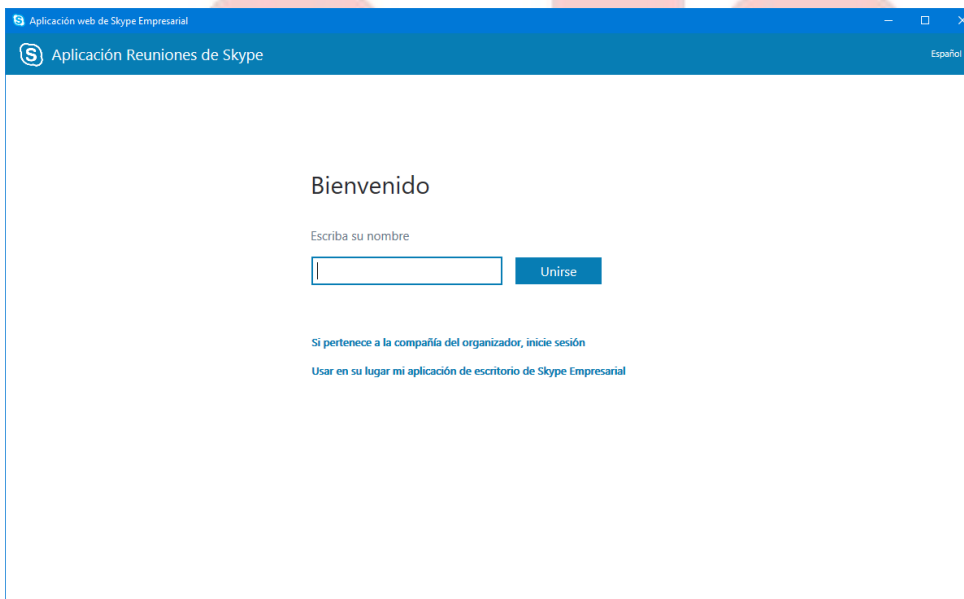 Aplicación web de Skype Empresarial
Aplicación Reuniones de Skype
Español
Bienvenido
Escriba su nombre
Unirse
Si pertenece a la compañía del organizador, inicie sesión
Usar en su lugar mi aplicación de escritorio de Skype Empresarial